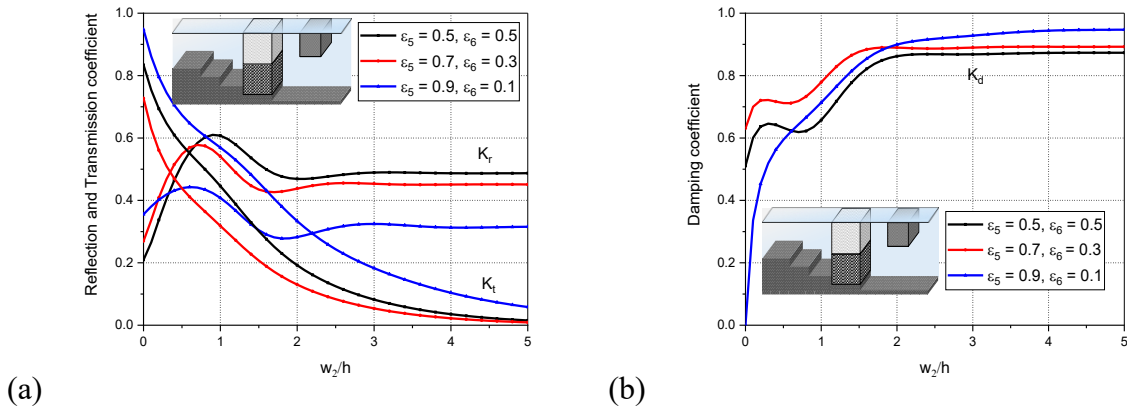 Reflection and Transmission coefficient
1.0
0.8
0.6
0.4
0.2
0.0
ε5 = 0.5, ε6 = 0.5
ε5 = 0.7, ε6 = 0.3
ε5 = 0.9, ε6 = 0.1
Kr
Kt
0 1 2 3 4 5
w2/h
(a)
Damping coefficient
1.0
0.8
0.6
0.4
0.2
0.0
Kd
ε5 = 0.5, ε6 = 0.5
ε5 = 0.7, ε6 = 0.3
ε5 = 0.9, ε6 = 0.1
0 1 2 3 4 5
w2/h
(b)